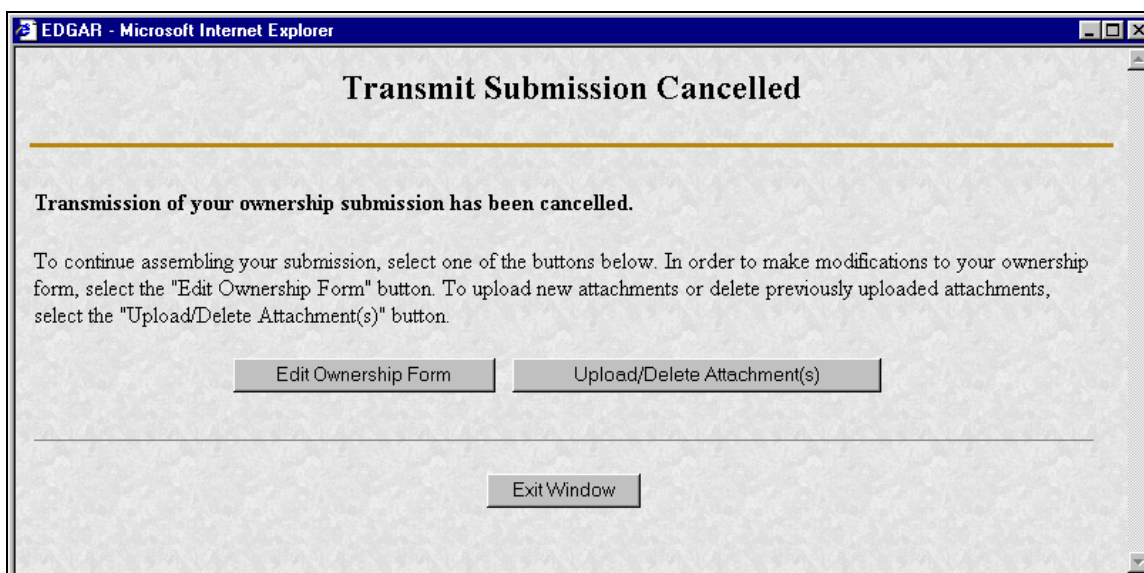 EDGAR - Microsoft Internet Explorer
Transmit Submission Cancelled
Transmission of your ownership submission has been cancelled.
To continue assembling your submission, select one of the buttons below. In order to make modifications to your ownership
form, select the "Edit Ownership Form" button. To upload new attachments or delete previously uploaded attachments,
select the "Upload/Delete Attachment(s)" button.
Edit Ownership Form Upload/Delete Attachment(s)
Exit Window